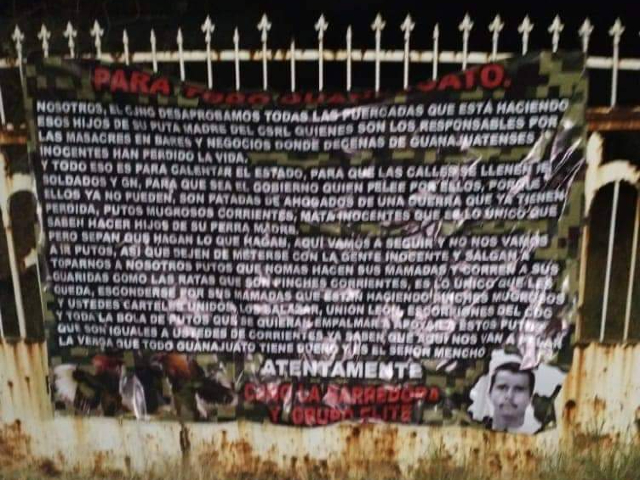 PARA TODO GUANAJUATO.
NOSOTROS, EL CJNG DESAPROBAMOS TODAS LAS PUERCADAS QUE ESTÁ HACIENDO
ESOS HIJOS DE SU PUTA MADRE DEL CSRL QUIENES SON LOS RESPONSABLES POR
LAS MASACRES EN BARES Y NEGOCIOS DONDE DECENAS DE GUANAJUATENSES
INOCENTES HAN PERDIDO LA VIDA.
Y TODO ESO ES PARA CALENTAR EL ESTADO, PARA QUE LAS CALLES SE LLENEN DE
SOLDADOS Y GN, PARA QUE SEA EL GOBIERNO QUIEN PELEE POR ELLOS, PORQUE
ELLOS YA NO PUEDEN, SON PATADAS DE AHOGADOS DE UNA GUERRA QUE YA TIENEN
PERDIDA, PUTOS MUGROSOS CORRIENTES, MATA INOCENTES QUE ES LO UNICO QUE
SABEN HACER HIJOS DE SU PERRA MADRE
PERO SEPAN QUE HAGAN LO QUE HAGAN, AQUÍ VAMOS A SEGUIR Y NO NOS VAMOS
A IR PUTOS, ASI QUE DEJEN DE METERSE CON LA GENTE INOCENTE Y SALGAN A
TOPARNOS A NOSOTROS PUTOS QUE NOMAS HACEN SUS MAMADAS Y CORREN A SUS
GUARIDAS COMO LAS RATAS QUE SON PINCHES CORRIENTES, ES LO UNICO QUE LES
QUEDA, ESCONDERSE POR SUS MAMADAS QUE ESTAN HACIENDO PINCHES MUGROSOS
Y USTEDES CARTELES UNIDOS, LOS SALAZAR, UNION LEON, ESCORPIONES DEL
Y TODA LA BOLA DE PUTOS QUE SE QUIERAN EMPALMAR Y APOYAR A ESTOS PUTOS
QUE SON IGUALES A USTEDES DE CORRIENTES YA SABEN QUE AQUI NOS VAN A
LA VERGA QUE TODO GUANAJUATO TIENE DUEÑO Y ES EL SEÑOR MENCHO
ATENTAMENTE
CJNG LA BARREDORA
Y GRUPO ELITE